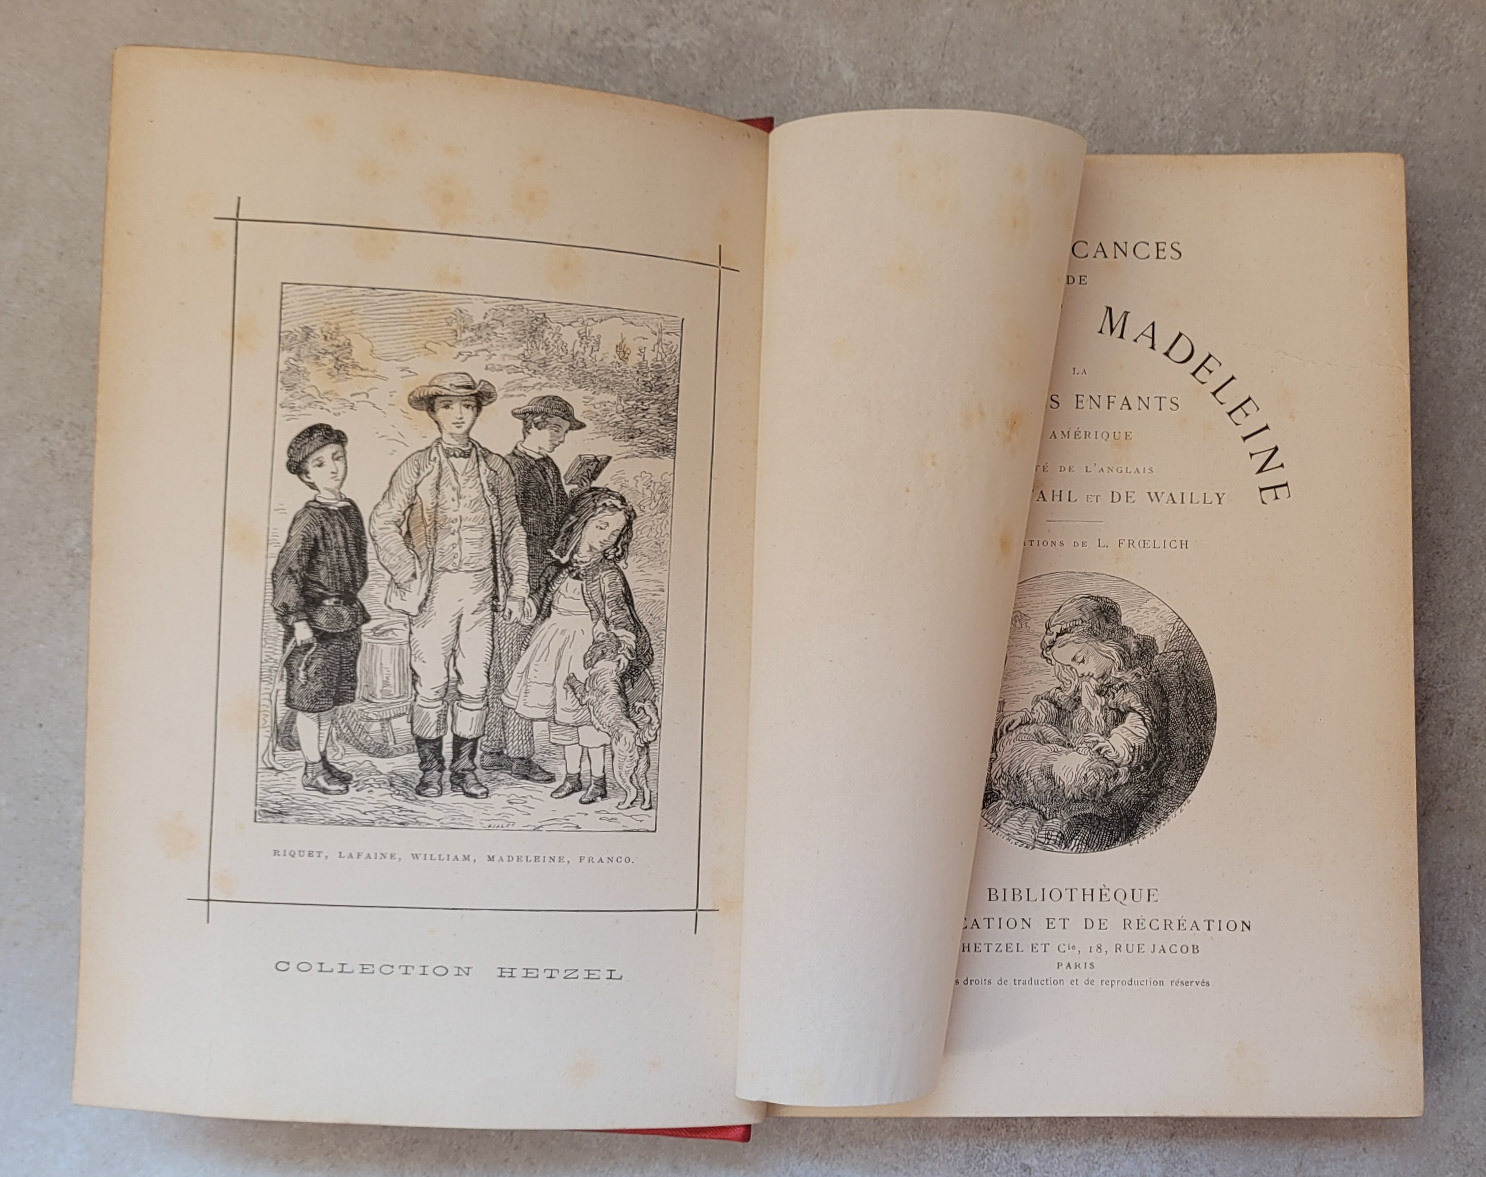 RIQUET, LAFAINE, WILLIAM, MADELEINE, FRANCO.
COLLECTION HETZEL
CANCES
DE
MADELEINE
LA
S ENFANTS
AMÉRIQUE
TÉ DE L'ANGLAIS
AHL ET DE WAILLY
TIONS DE L. FRŒLICH
BIBLIOTHÈQUE
CATION ET DE RÉCRÉATION
HETZEL ET Cie, 18, RUE JACOB
PARIS
s droits de traduction et de reproduction réservés